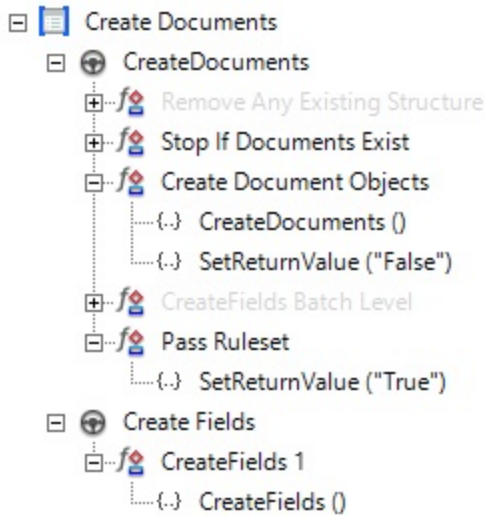 Create Documents
CreateDocuments
Remove Any Existing Structure
Stop If Documents Exist
Create Document Objects
{..} CreateDocuments ()
{..} SetReturnValue ("False")
CreateFields Batch Level
Pass Ruleset
{..} SetReturnValue ("True")
Create Fields
CreateFields 1
{..} CreateFields ()